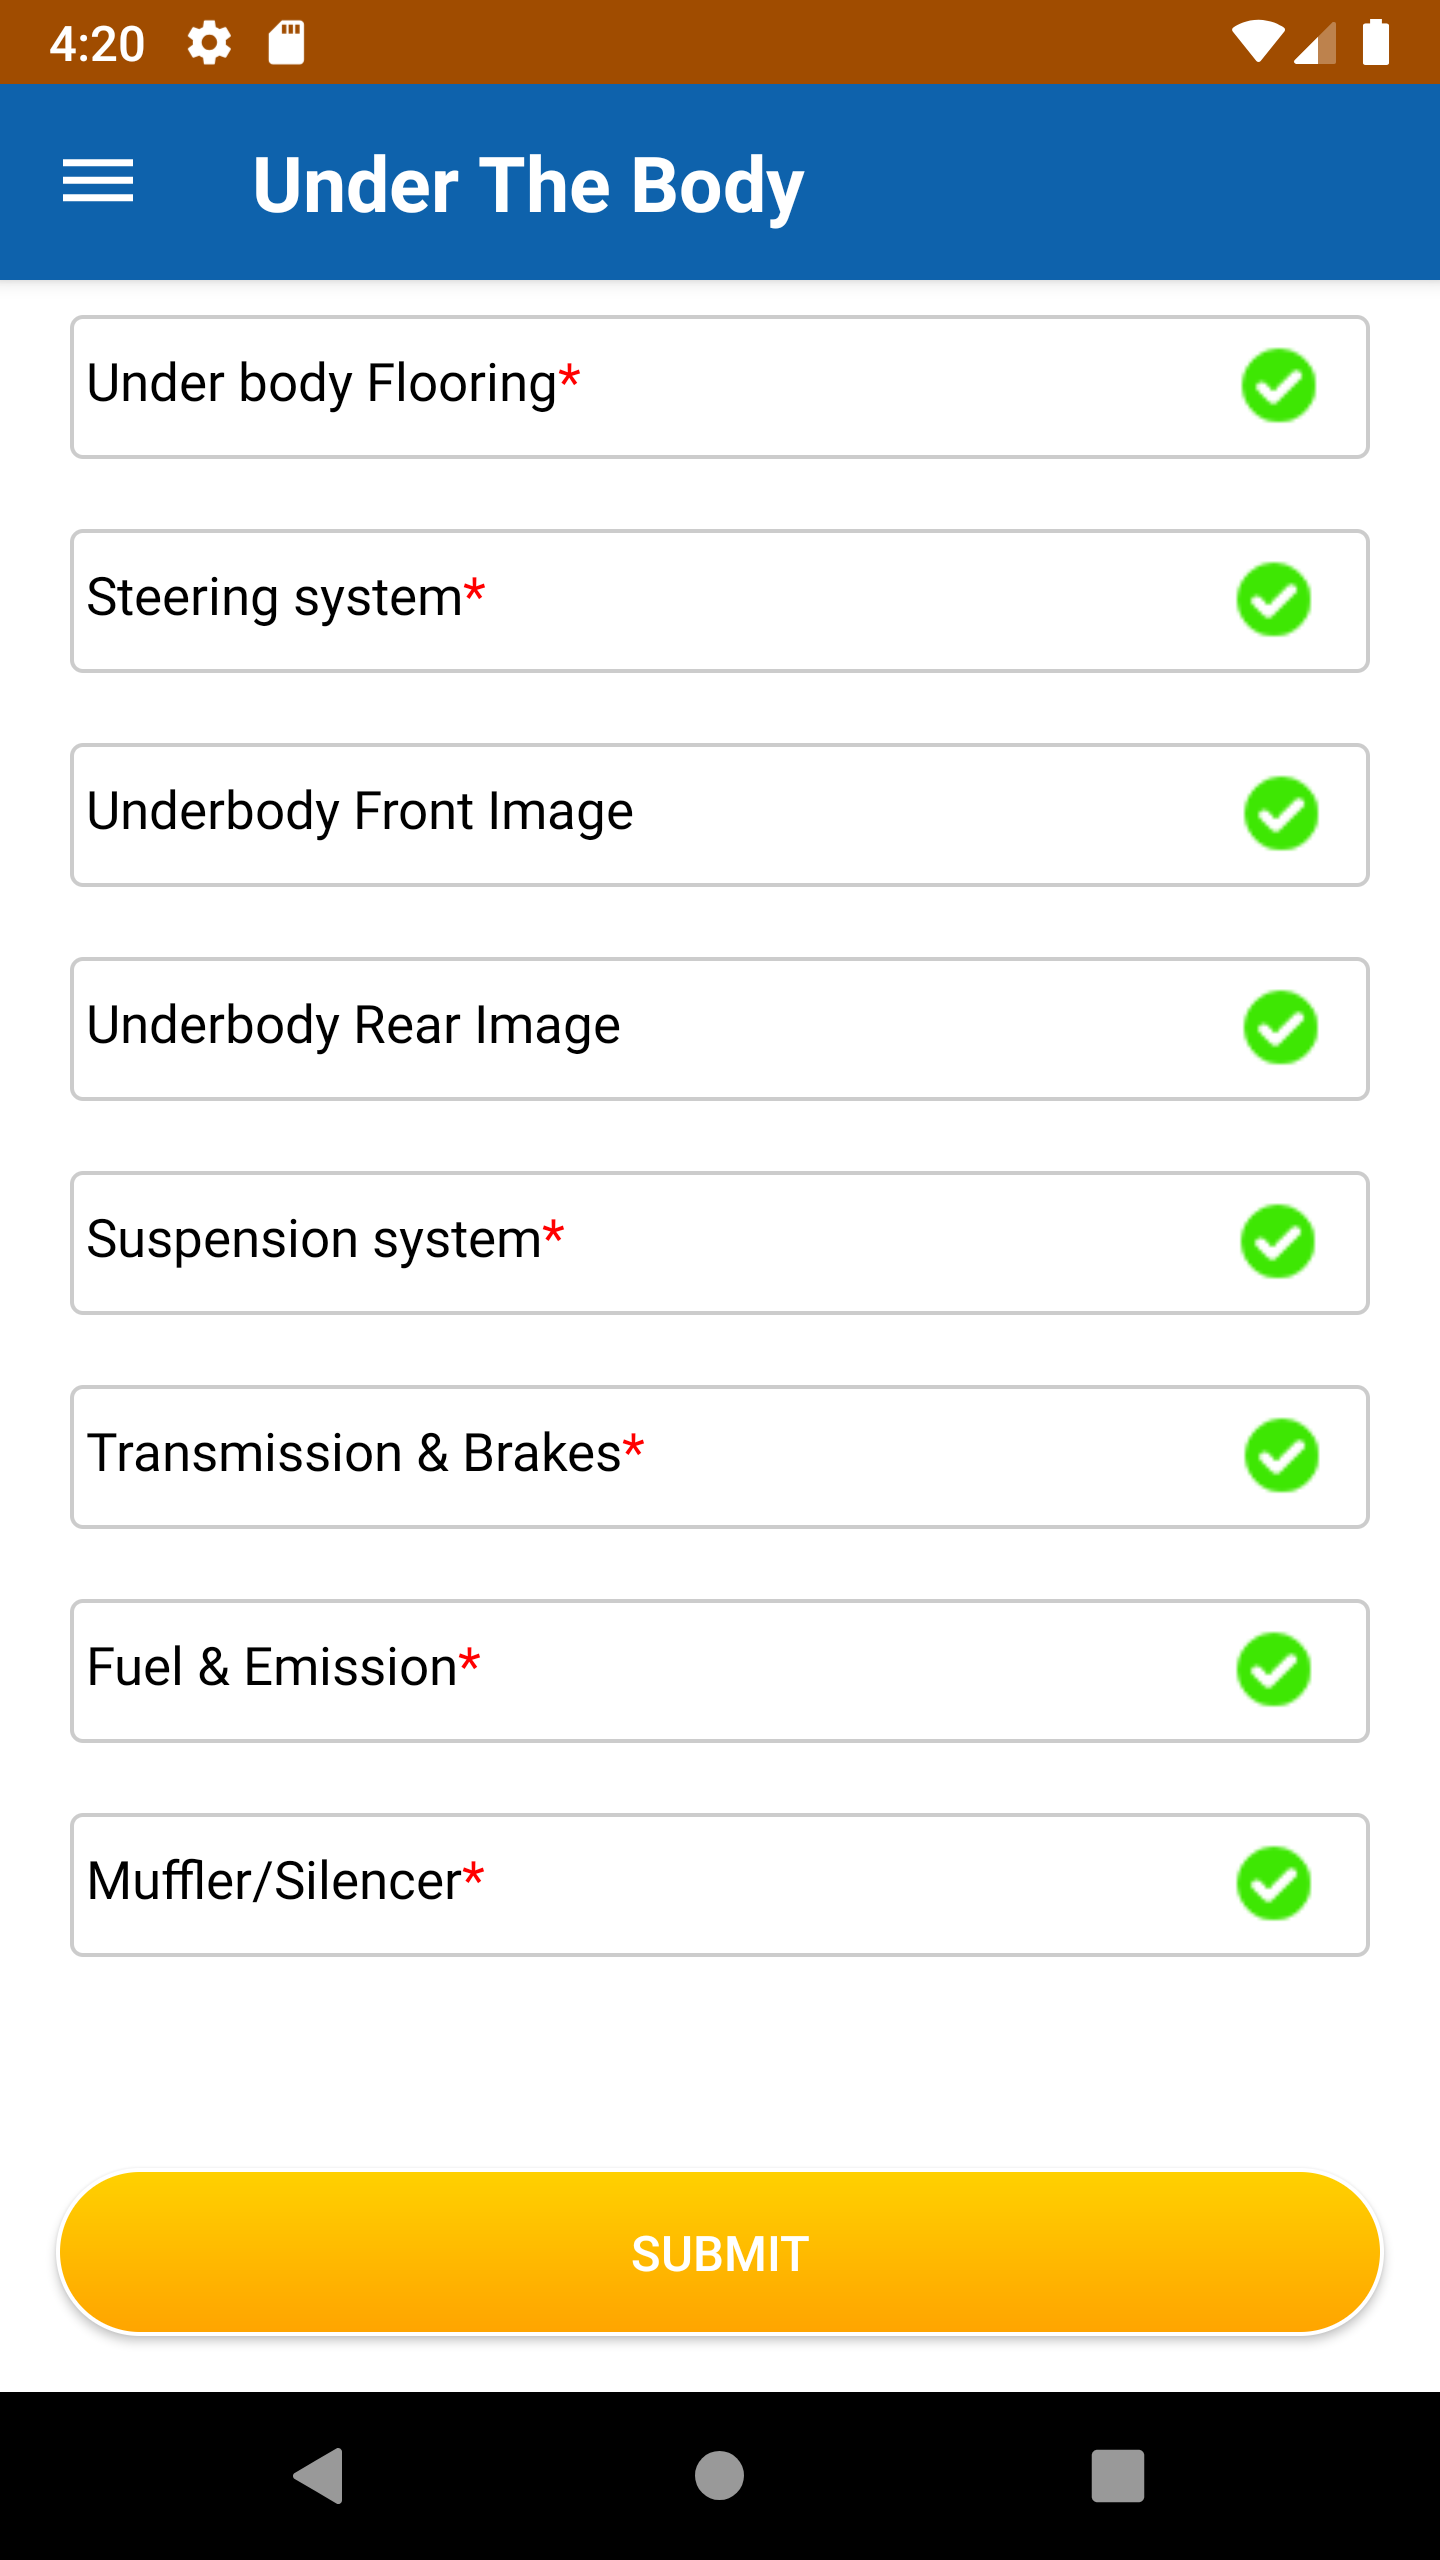 4:20
Under The Body
Under body Flooring*
Steering system*
Underbody Front Image
Underbody Rear Image
Suspension system*
Transmission & Brakes*
Fuel & Emission*
Muffler/Silencer*
SUBMIT